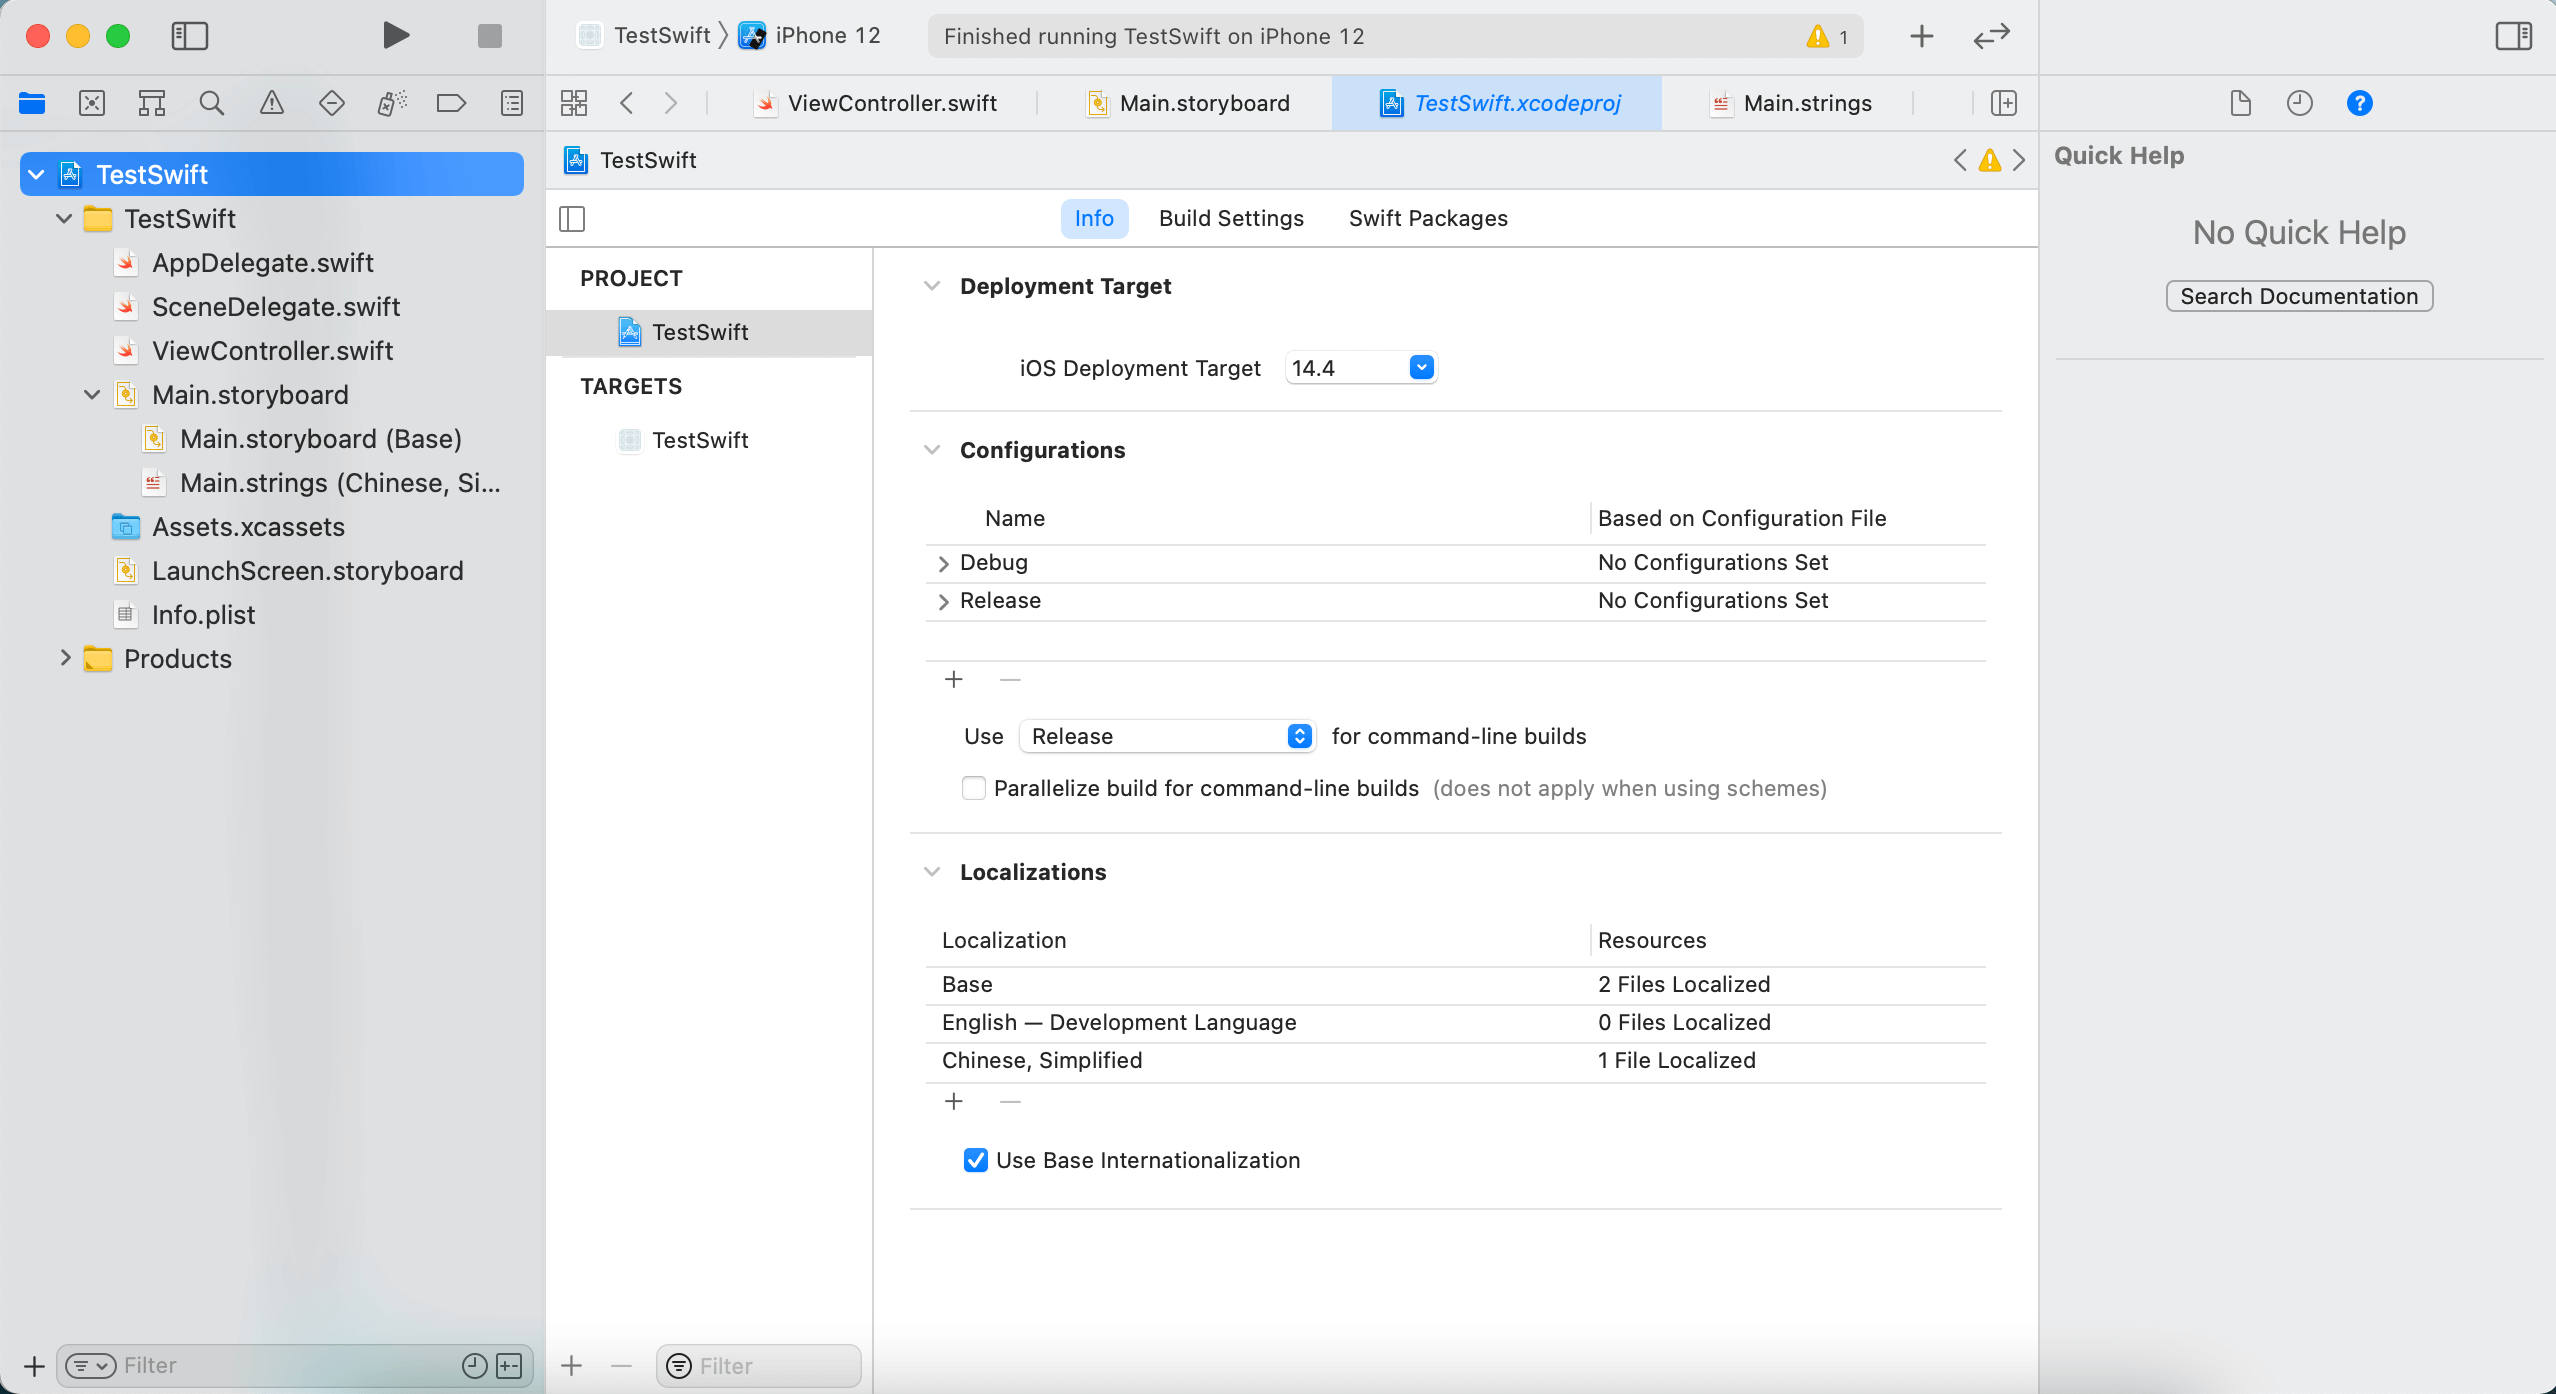 TestSwift
iPhone 12
Finished running TestSwift on iPhone 12
1
ViewController.swift
Main.storyboard
TestSwift.xcodeproj
Main.strings
TestSwift
TestSwift
AppDelegate.swift
SceneDelegate.swift
ViewController.swift
Main.storyboard
Main.storyboard (Base)
Main.strings (Chinese, Si...
Assets.xcassets
LaunchScreen.storyboard
Info.plist
Products
Filter
TestSwift
Info
Build Settings
Swift Packages
PROJECT
TestSwift
TARGETS
TestSwift
Filter
Deployment Target
iOS Deployment Target 14.4
Configurations
Name Based on Configuration File
Debug No Configurations Set
Release No Configurations Set
Use Release for command-line builds
Parallelize build for command-line builds (does not apply when using schemes)
Localizations
Localization Resources
Base 2 Files Localized
English — Development Language 0 Files Localized
Chinese, Simplified 1 File Localized
Use Base Internationalization
Quick Help
No Quick Help
Search Documentation